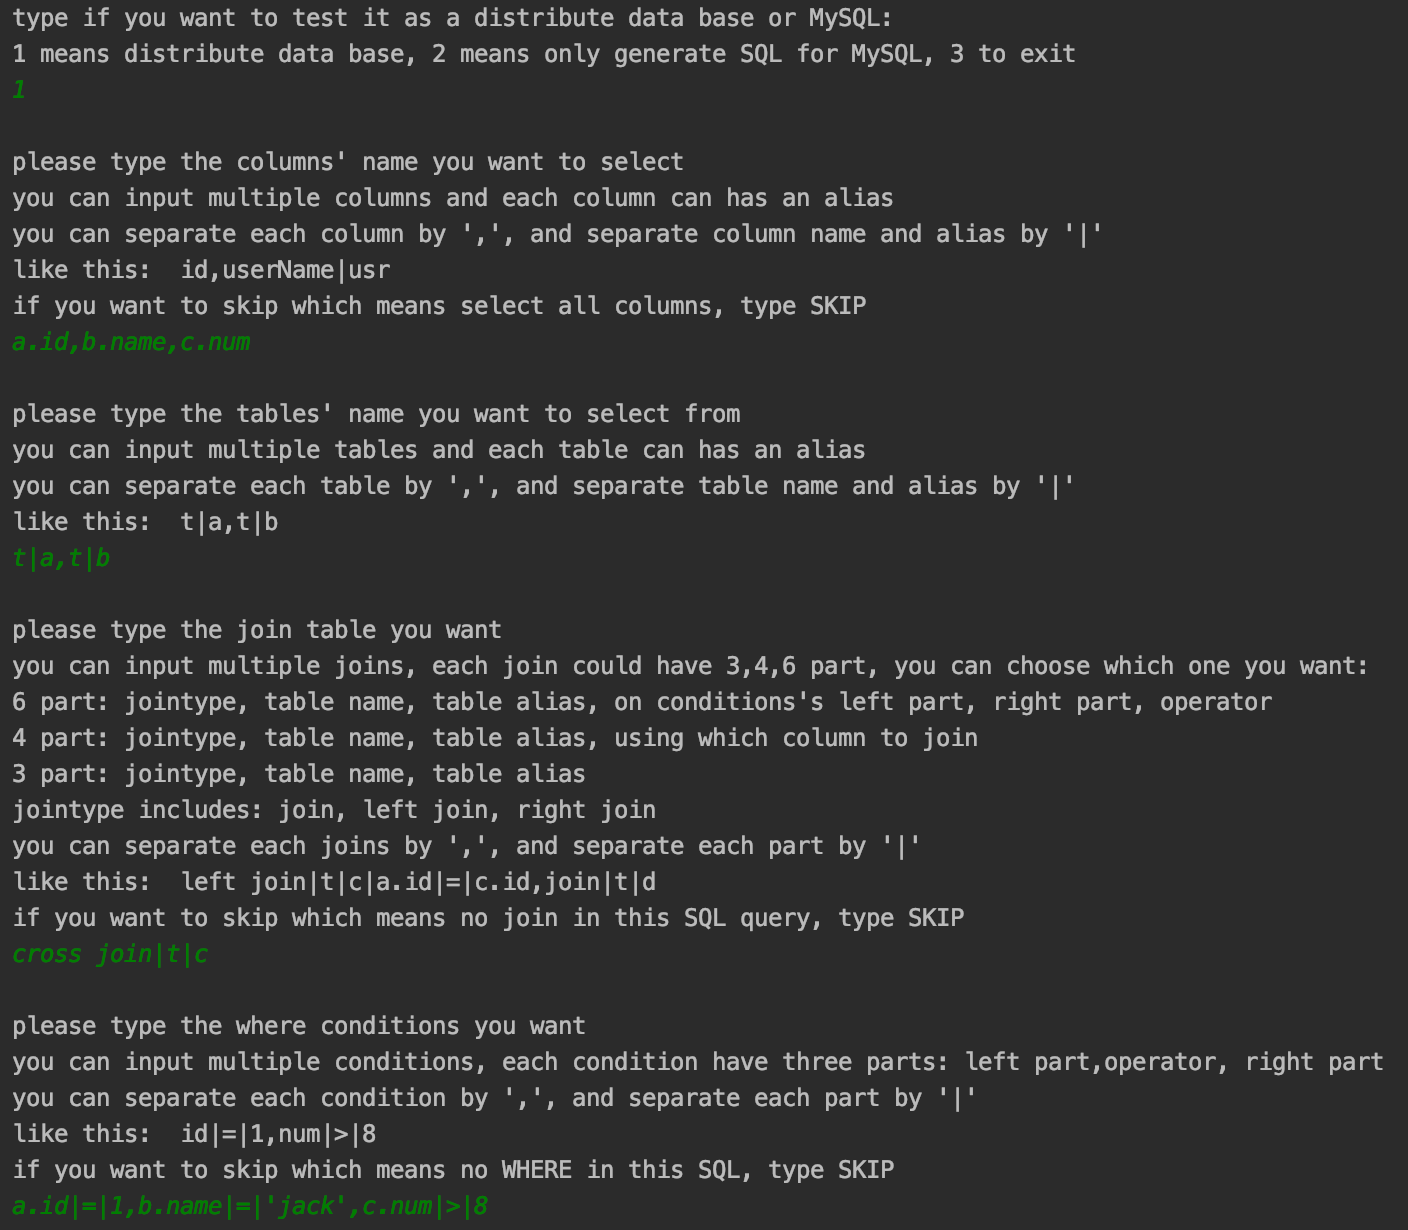 type if you want to test it as a distribute data base or MySQL:
1 means distribute data base, 2 means only generate SQL for MySQL, 3 to exit
1
please type the columns' name you want to select
you can input multiple columns and each column can has an alias
you can separate each column by ',', and separate column name and alias by '|'
like this:  id,userName|usr
if you want to skip which means select all columns, type SKIP
a.id,b.name,c.num
please type the tables' name you want to select from
you can input multiple tables and each table can has an alias
you can separate each table by ',', and separate table name and alias by '|'
like this:  t|a,t|b
t|a,t|b
please type the join table you want
you can input multiple joins, each join could have 3,4,6 part, you can choose which one you want:
6 part: jointype, table name, table alias, on conditions's left part, right part, operator
4 part: jointype, table name, table alias, using which column to join
3 part: jointype, table name, table alias
jointype includes: join, left join, right join
you can separate each joins by ',', and separate each part by '|'
like this:  left join|t|c|a.id|=|c.id,join|t|d
if you want to skip which means no join in this SQL query, type SKIP
cross join|t|c
please type the where conditions you want
you can input multiple conditions, each condition have three parts: left part,operator, right part
you can separate each condition by ',', and separate each part by '|'
like this:  id|=|1,num|>|8
if you want to skip which means no WHERE in this SQL, type SKIP
a.id|=|1,b.name|=|'jack',c.num|>|8